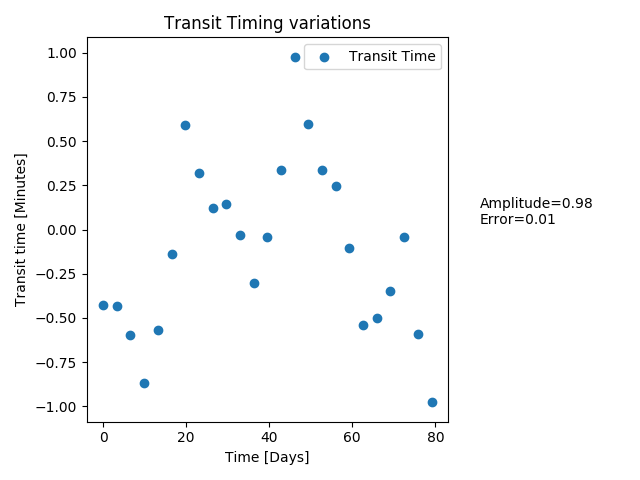 Transit Timing variations
Transit Time
1.00
0.75
0.50
0.25
0.00
−0.25
−0.50
−0.75
−1.00
Transit time [Minutes]
0
20
40
60
80
Time [Days]
Amplitude=0.98
Error=0.01